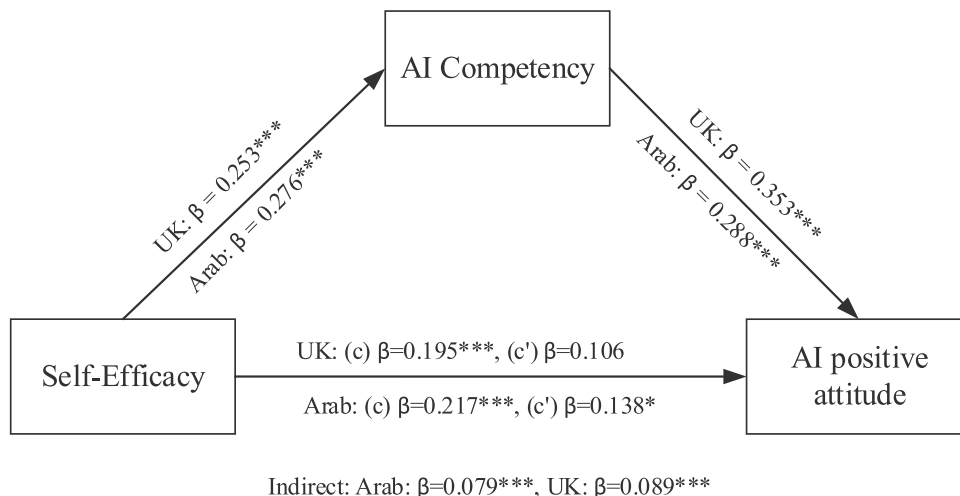 AI Competency
UK: β = 0.253***
Arab: β = 0.276***
UK: β = 0.353***
Arab: β = 0.288***
Self-Efficacy
UK: (c) β=0.195***, (c') β=0.106
Arab: (c) β=0.217***, (c') β=0.138*
AI positive
attitude
Indirect: Arab: β=0.079***, UK: β=0.089***